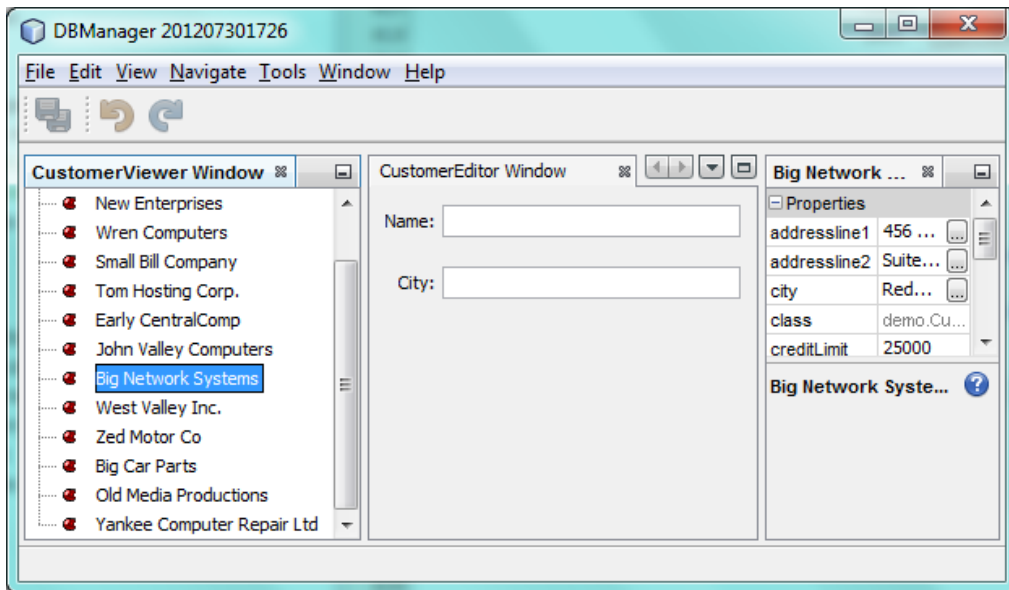 DBManager 201207301726
File Edit View Navigate Tools Window Help
CustomerViewer Window
New Enterprises
Wren Computers
Small Bill Company
Tom Hosting Corp.
Early CentralComp
John Valley Computers
Big Network Systems
West Valley Inc.
Zed Motor Co
Big Car Parts
Old Media Productions
Yankee Computer Repair Ltd
CustomerEditor Window
Name:
City:
Big Network ...
Properties
addressline1 456 ... ...
addressline2 Suite... ...
city Red... ...
class demo.Cu...
creditLimit 25000
Big Network Syste... ?